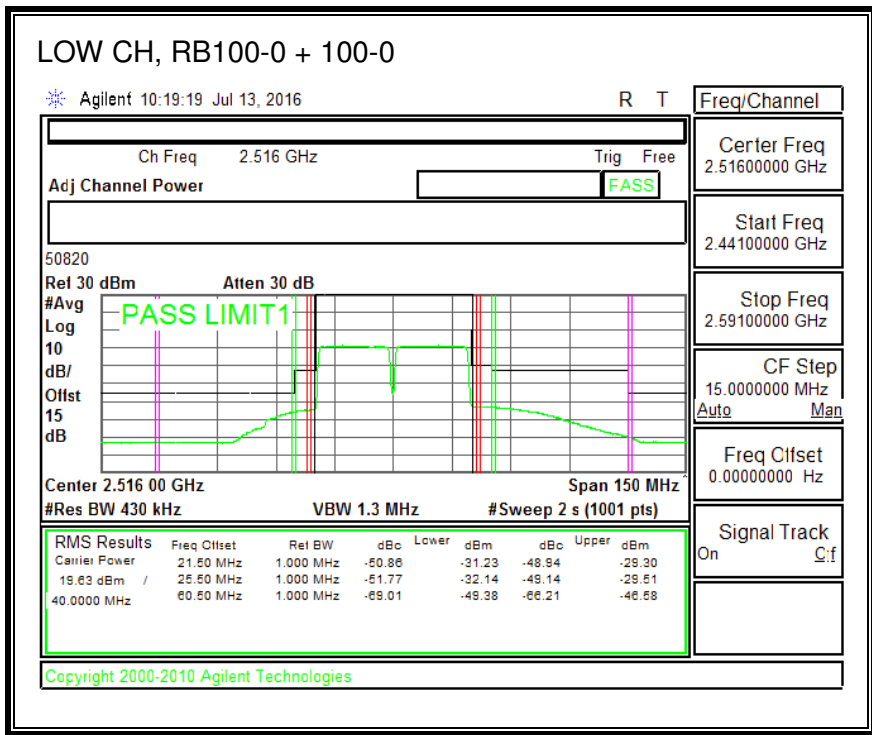 LOW CH, RB100-0 + 100-0
Agilent 10:19:19 Jul 13, 2016 R T
Freq/Channel
Ch Freq 2.516 GHz Trig Free
Adj Channel Power PASS
Center Freq
2.51600000 GHz
Start Freq
2.44100000 GHz
Stop Freq
2.59100000 GHz
CF Step
15.0000000 MHz
Auto Man
Freq Offset
0.00000000 Hz
Signal Track
On Off
50820
Ref 30 dBm Atten 30 dB
#Avg
Log
10
dB/
Offst
15
dB
PASS LIMIT1
Center 2.516 00 GHz Span 150 MHz
#Res BW 430 kHz VBW 1.3 MHz #Sweep 2 s (1001 pts)
RMS Results Freq Offset Ref BW dBc Lower dBm dBc Upper dBm
Carrier Power 21.50 MHz 1.000 MHz -50.86 -31.23 -48.94 -29.30
19.63 dBm / 25.50 MHz 1.000 MHz -51.77 -32.14 -49.14 -29.51
40.0000 MHz 60.50 MHz 1.000 MHz -69.01 -49.38 -66.21 -46.58
Copyright 2000-2010 Agilent Technologies